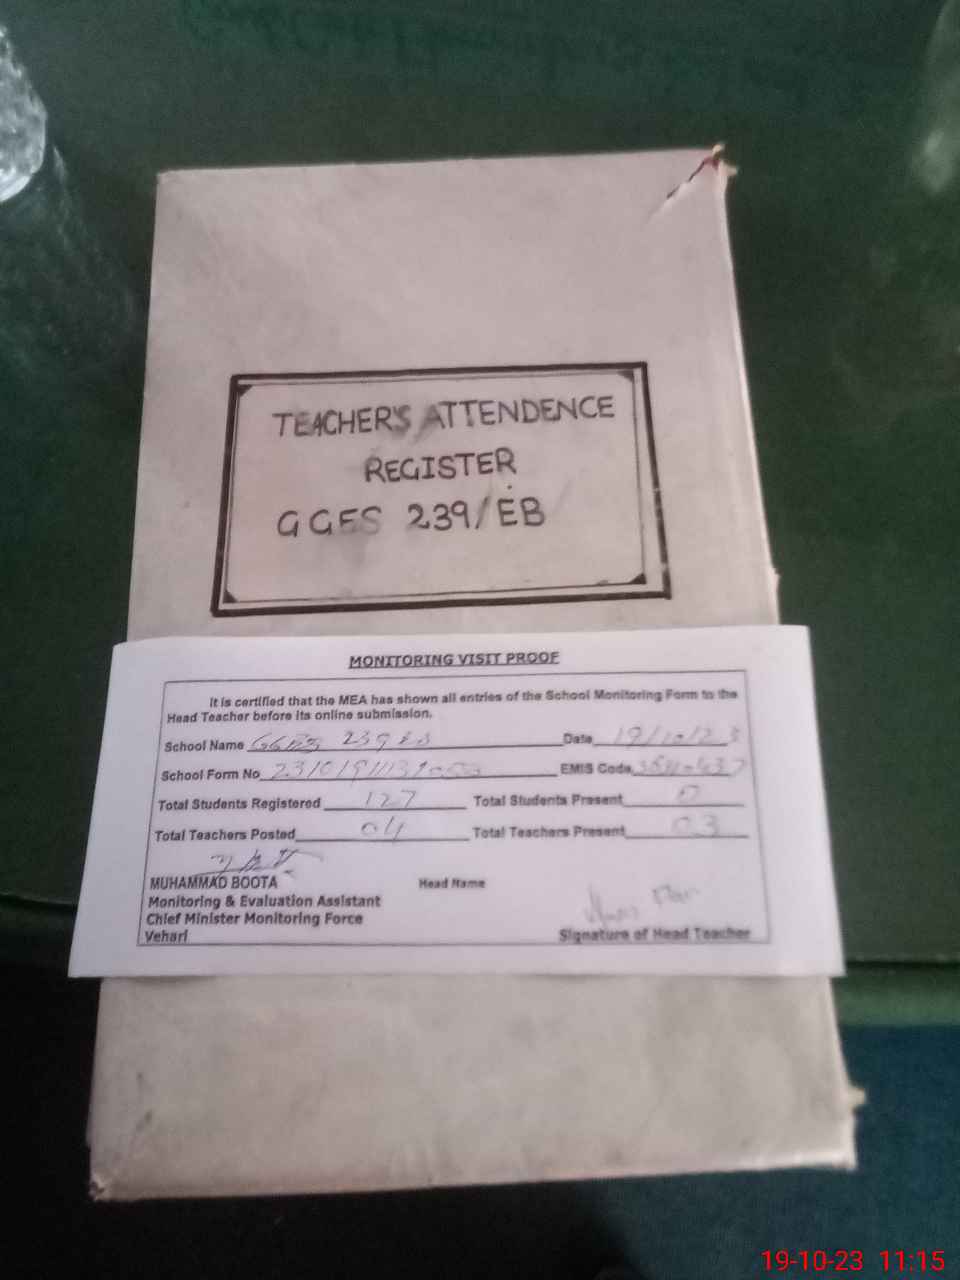 TEACHER'S ATTENDENCE
REGISTER
GGES 239/EB
MONITORING VISIT PROOF
It is certified that the MEA has shown all entries of the School Monitoring Form to the
Head Teacher before its online submission.
School Name GGES 239 EB Date 19/10/23
School Form No EMIS Code
Total Students Registered 127 Total Students Present 0
Total Teachers Posted 04 Total Teachers Present 03
MUHAMMAD BOOTA Head Name
Monitoring & Evaluation Assistant
Chief Minister Monitoring Force
Vehari Signature of Head Teacher
19-10-23 11:15